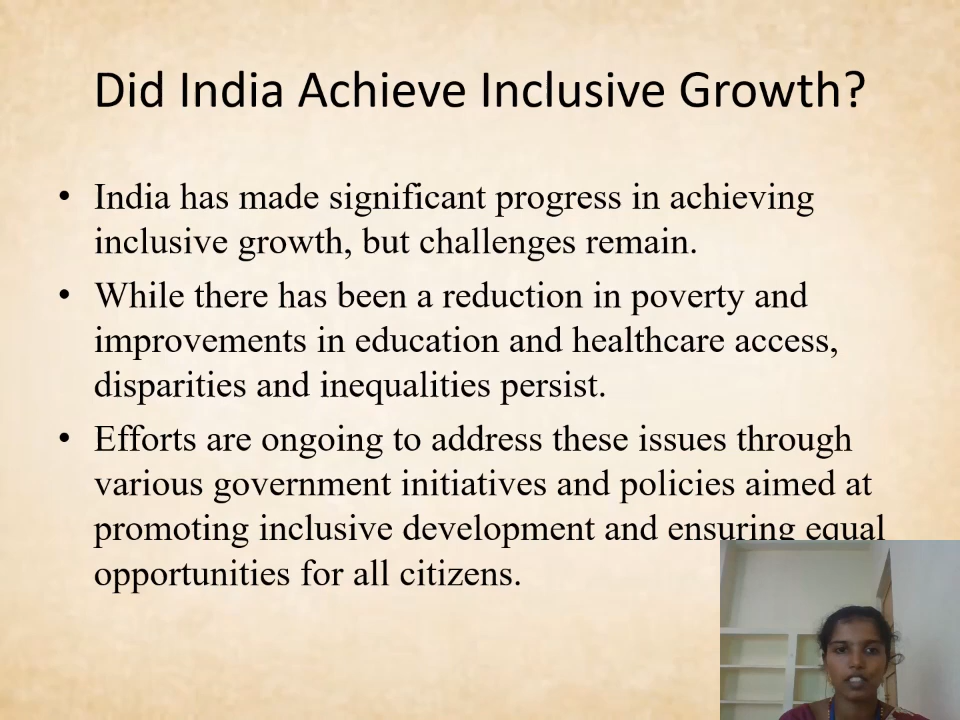 Did India Achieve Inclusive Growth?
• India has made significant progress in achieving
inclusive growth, but challenges remain.
• While there has been a reduction in poverty and
improvements in education and healthcare access,
disparities and inequalities persist.
• Efforts are ongoing to address these issues through
various government initiatives and policies aimed at
promoting inclusive development and ensuring equal
opportunities for all citizens.